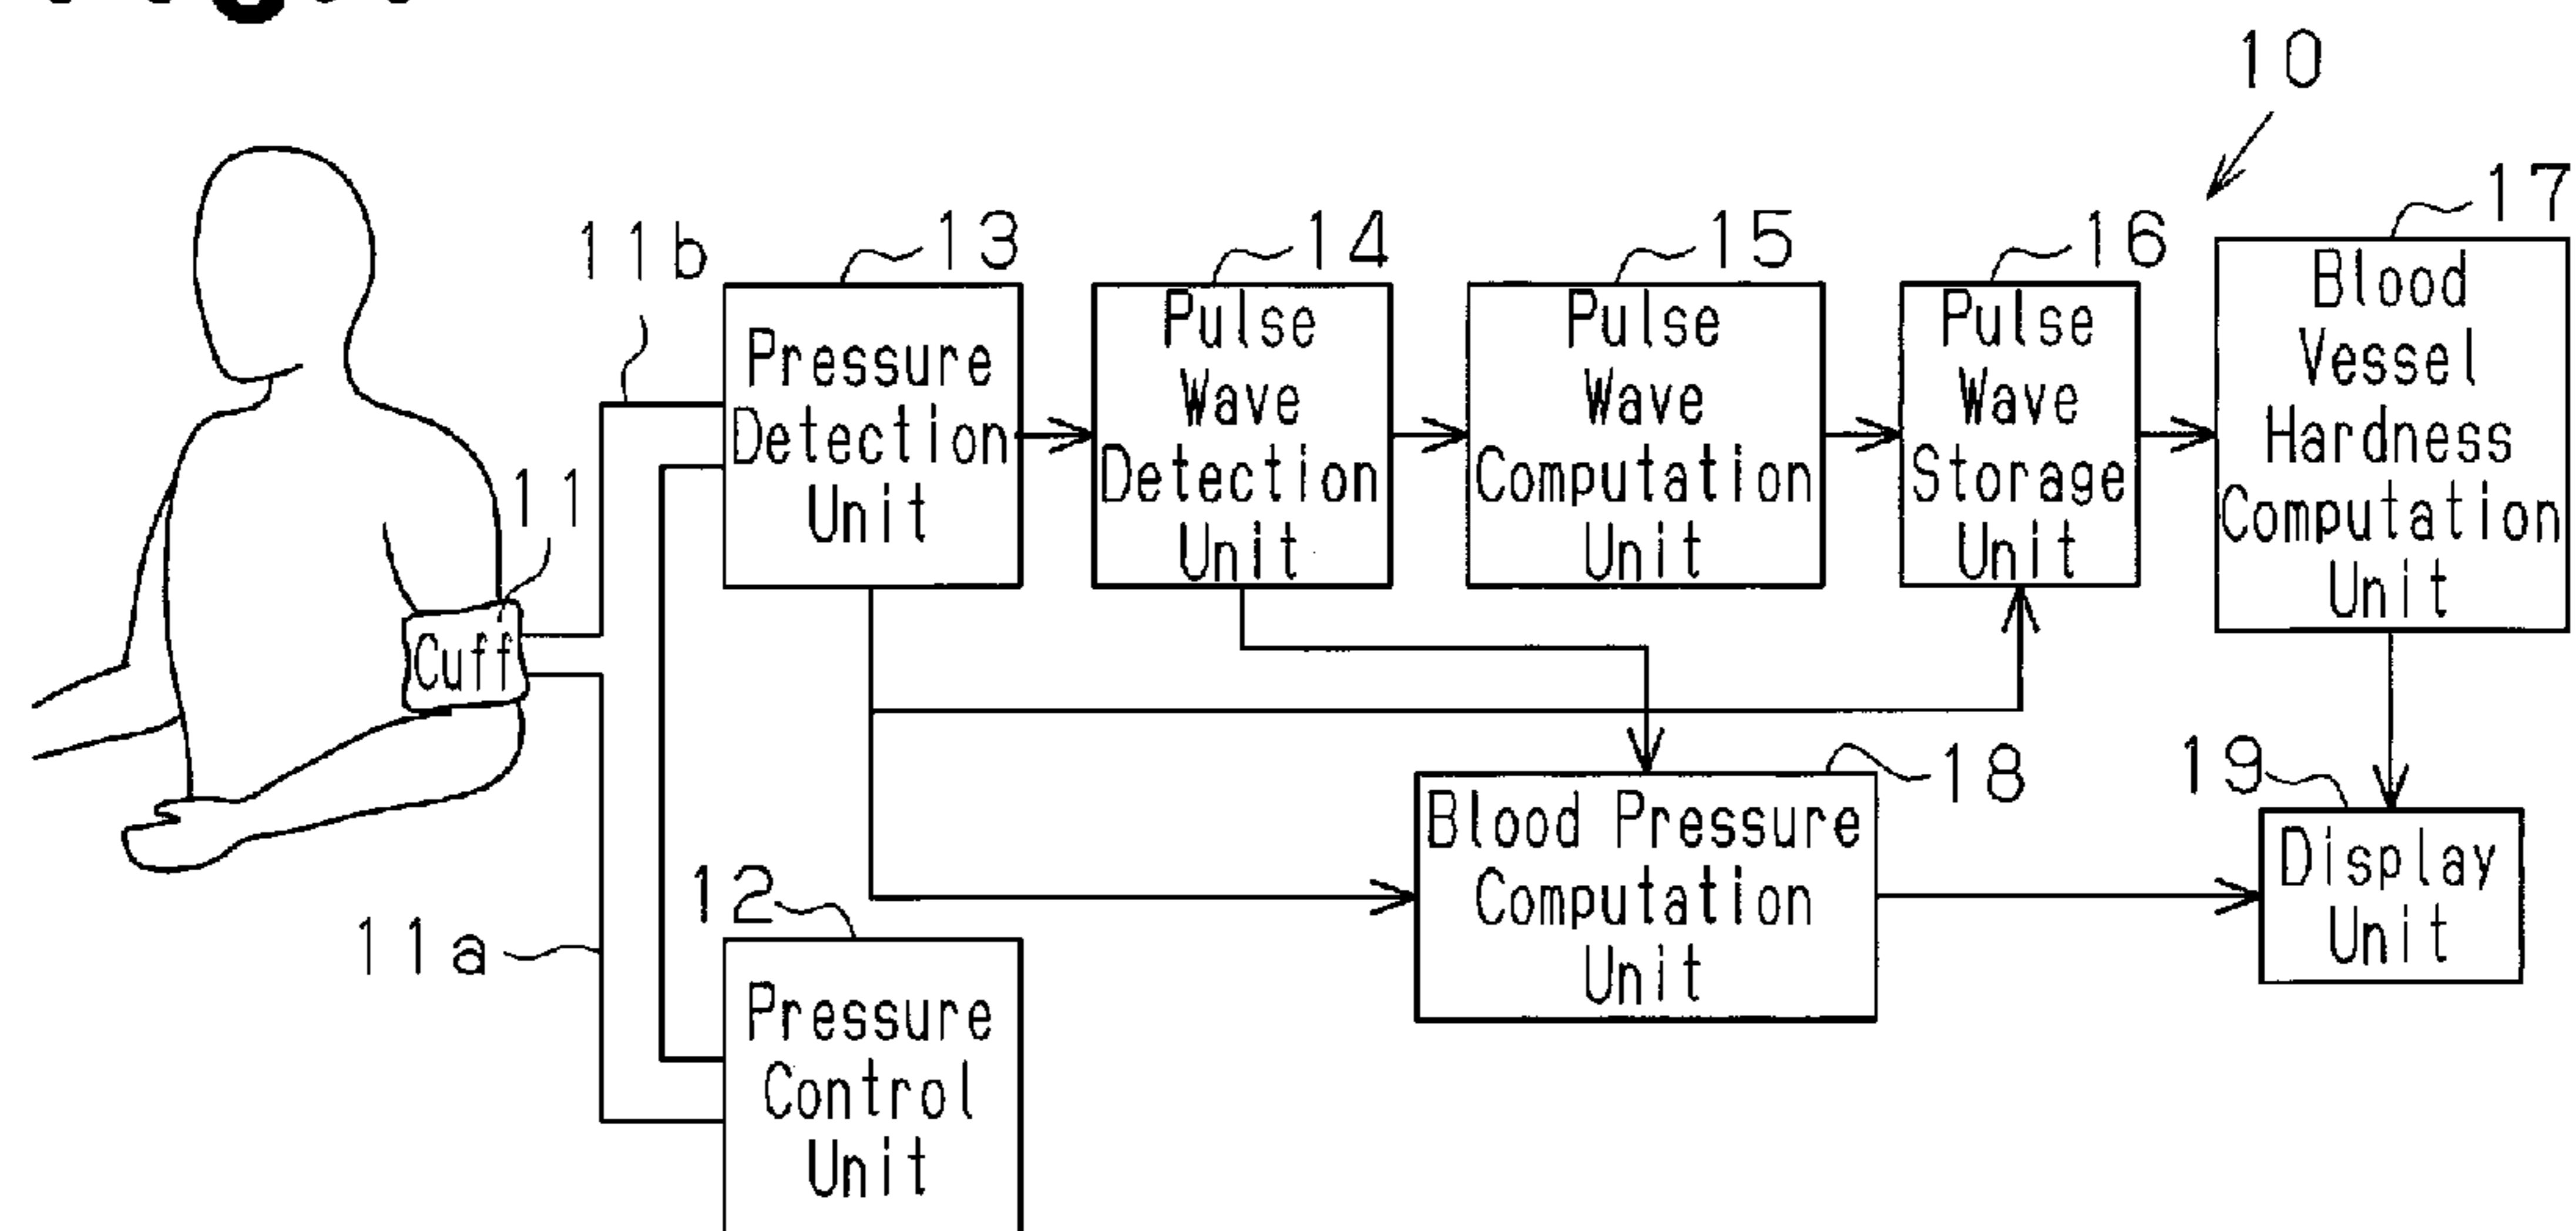 10
11b
13
14
15
16
17
Pressure
Detection
Unit
Pulse
Wave
Detection
Unit
Pulse
Wave
Computation
Unit
Pulse
Wave
Storage
Unit
Blood
Vessel
Hardness
Computation
Unit
11
Cuff
18
19
Blood Pressure
Computation
Unit
Display
Unit
12
11a
Pressure
Control
Unit